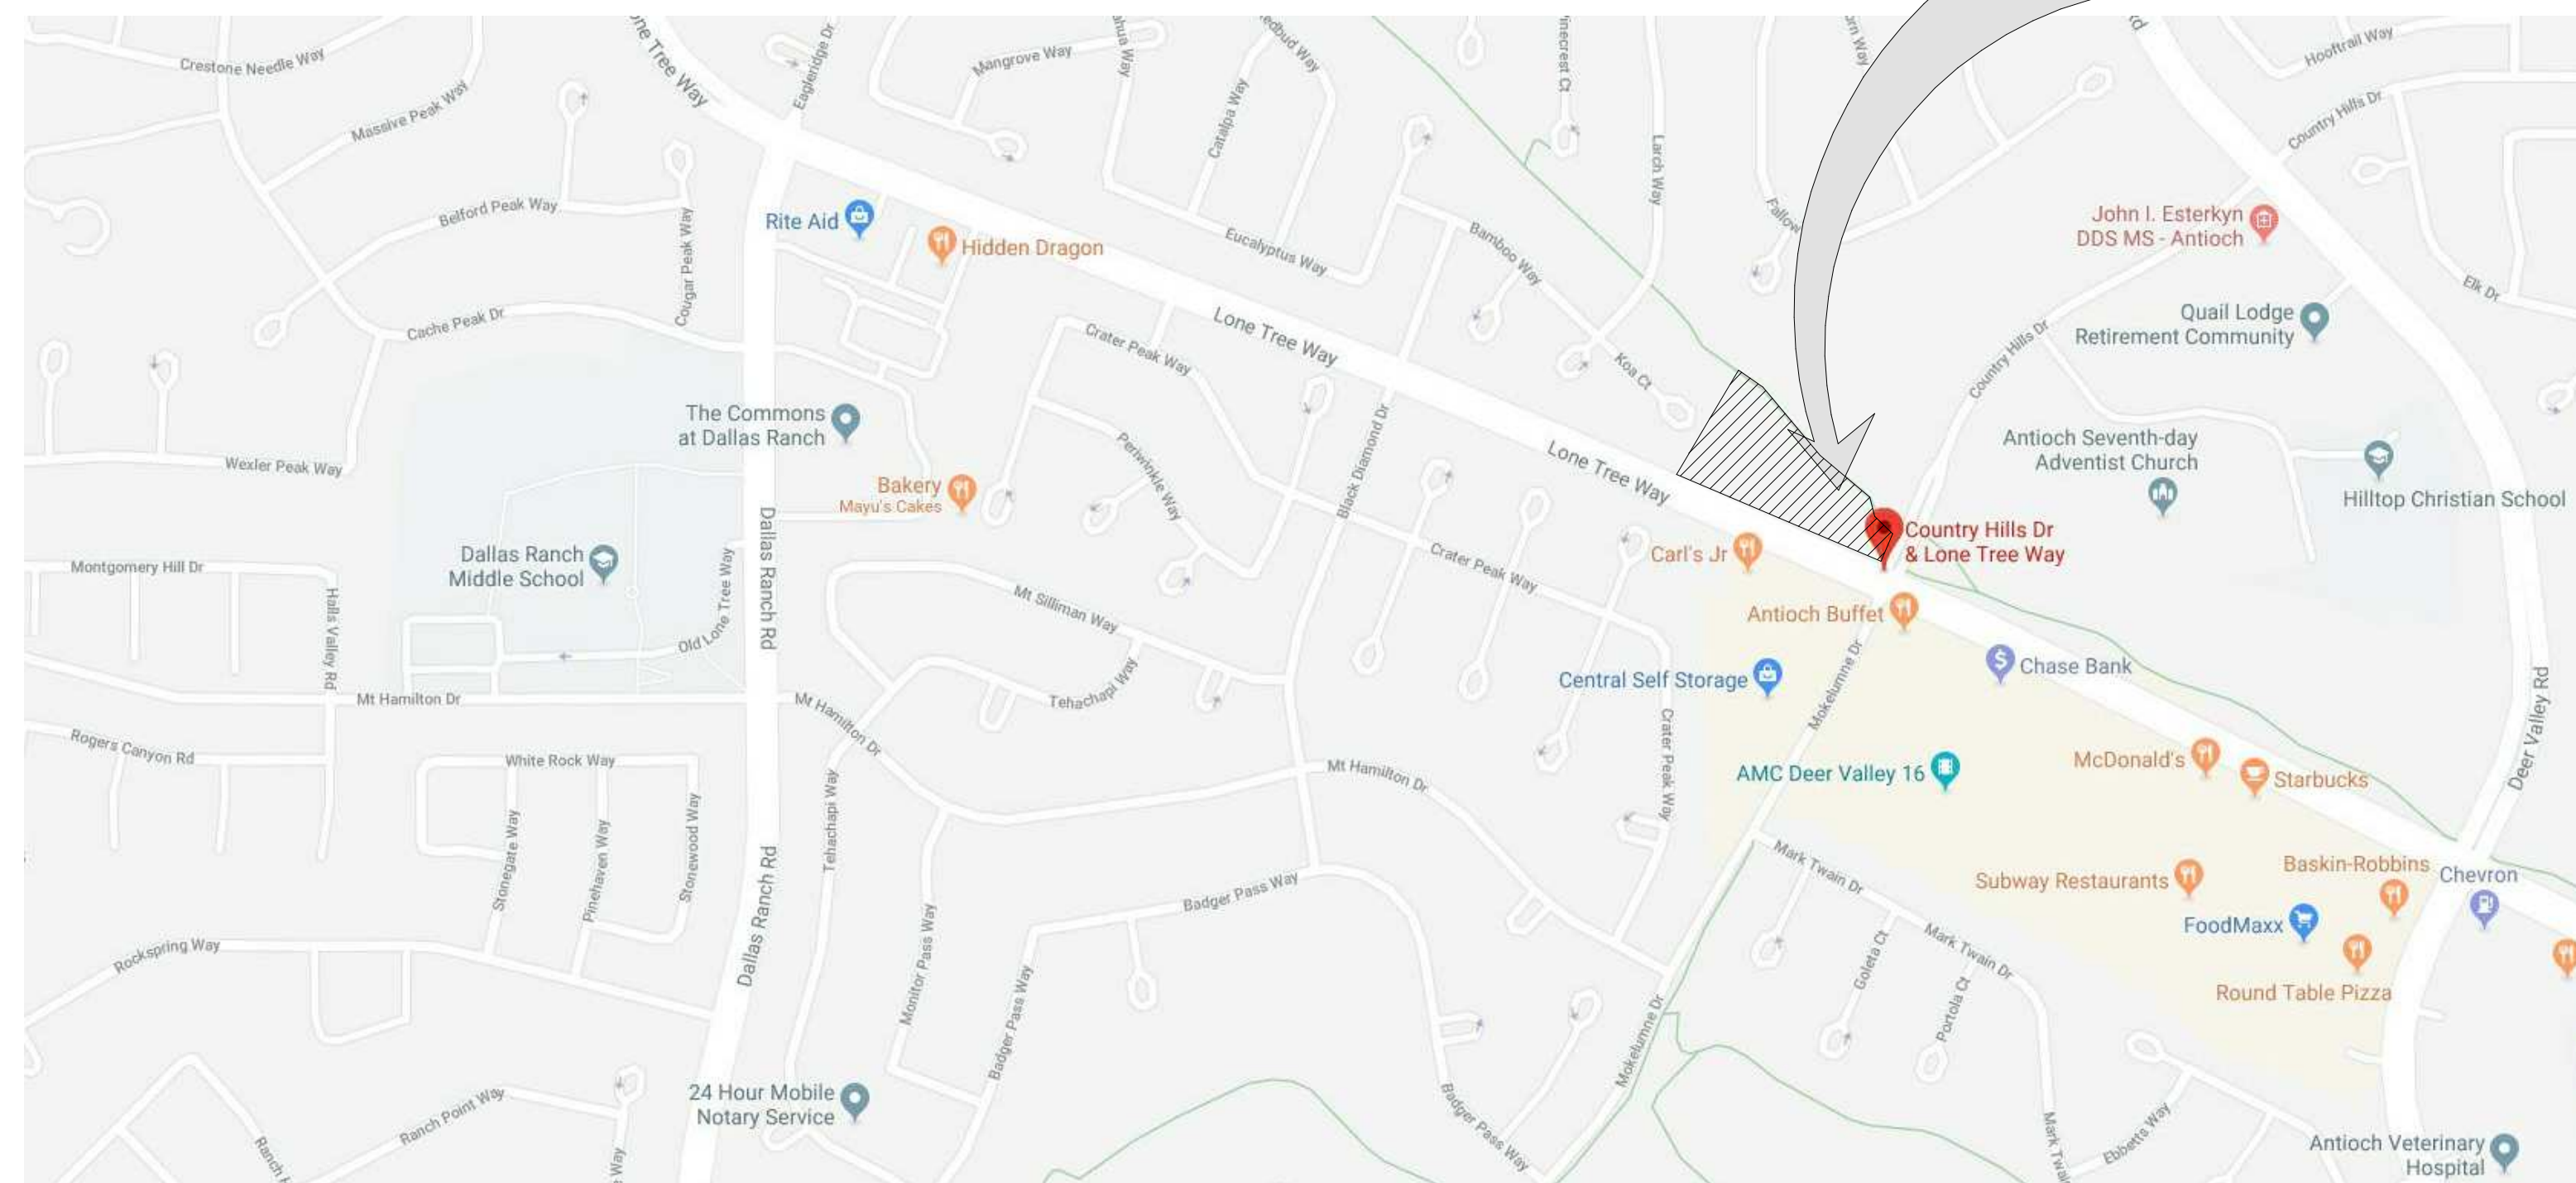 Crestone Needle Way
Massive Peak Way
Eagleridge Dr
Mangrove Way
Catalpa Way
Larch Way
Hooftrail Way
Country Hills Dr
Belford Peak Way
Cougar Peak Way
Rite Aid
Hidden Dragon
Eucalyptus Way
Bamboo Way
Fallow
John I. Esterkyn
DDS MS - Antioch
Elk Dr
Quail Lodge
Retirement Community
Cache Peak Dr
Crater Peak Way
Lone Tree Way
Koa Ct
Country Hills Dr
The Commons
at Dallas Ranch
Wexler Peak Way
Periwinkle Way
Black Diamond Dr
Lone Tree Way
Antioch Seventh-day
Adventist Church
Hilltop Christian School
Bakery
Mayu's Cakes
Country Hills Dr
& Lone Tree Way
Carl's Jr
Crater Peak Way
Dallas Ranch Rd
Dallas Ranch
Middle School
Montgomery Hill Dr
Halls Valley Rd
Old Lone Tree Way
Mt Silliman Way
Antioch Buffet
Tehachapi Way
Central Self Storage
Mokelumne Dr
Chase Bank
Mt Hamilton Dr
Mt Hamilton Dr
Deer Valley Rd
Rogers Canyon Rd
White Rock Way
Mt Hamilton Dr
Crater Peak Way
AMC Deer Valley 16
McDonald's
Starbucks
Stonegate Way
Pinehaven Way
Stonewood Way
Tehachapi Way
Dallas Ranch Rd
Badger Pass Way
Mark Twain Dr
Subway Restaurants
Baskin-Robbins
Chevron
FoodMaxx
Rockspring Way
Monitor Pass Way
Badger Pass Way
Goleta Ct
Mark Twain Dr
Portola Ct
Round Table Pizza
Mokelumne Dr
24 Hour Mobile
Notary Service
Ranch Point Way
Badger Pass Way
Ebbetts Way
Antioch Veterinary
Hospital